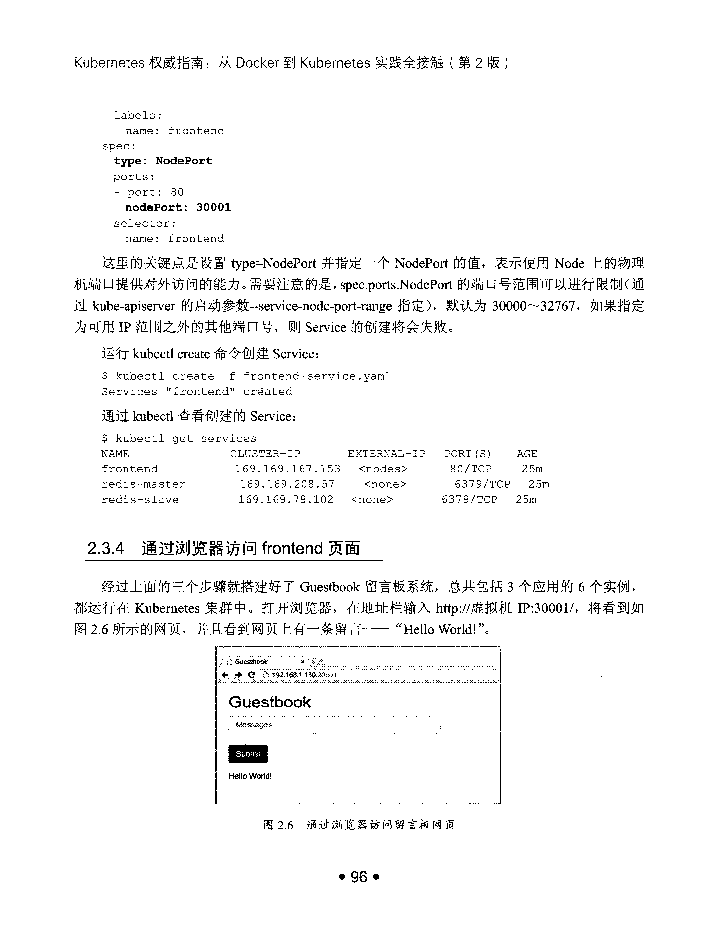 Kubernetes 权威指南：从 Docker 到 Kubernetes 实践全接触（第 2 版）
labels:
name: frontend
spec:
type: NodePort
ports:
- port: 80
nodePort: 30001
selector:
name: frontend
这里的关键点是设置 type=NodePort 并指定一个 NodePort 的值，表示使用 Node 上的物理
机端口提供对外访问的能力。需要注意的是，spec.ports.NodePort 的端口号范围可以进行限制（通
过 kube-apiserver 的启动参数--service-node-port-range 指定），默认为 30000～32767，如果指定
为可用 IP 范围之外的其他端口号，则 Service 的创建将会失败。
运行 kubectl create 命令创建 Service：
$ kubectl create -f frontend-service.yaml
Services "frontend" created
通过 kubectl 查看创建的 Service：
$ kubectl get services
NAME CLUSTER-IP EXTERNAL-IP PORT(S) AGE
frontend 169.169.167.153 <nodes> 80/TCP 25m
redis-master 169.169.208.57 <none> 6379/TCP 25m
redis-slave 169.169.78.102 <none> 6379/TCP 25m
2.3.4 通过浏览器访问 frontend 页面
经过上面的三个步骤就搭建好了 Guestbook 留言板系统，总共包括 3 个应用的 6 个实例，
都运行在 Kubernetes 集群中。打开浏览器，在地址栏输入 http://虚拟机 IP:30001/，将看到如
图 2.6 所示的网页，并且看到网页上有一条留言——“Hello World!”。
Guestbook
Guestbook
Messages
Submit
Hello World!
图 2.6 通过浏览器访问留言板网页
• 96 •